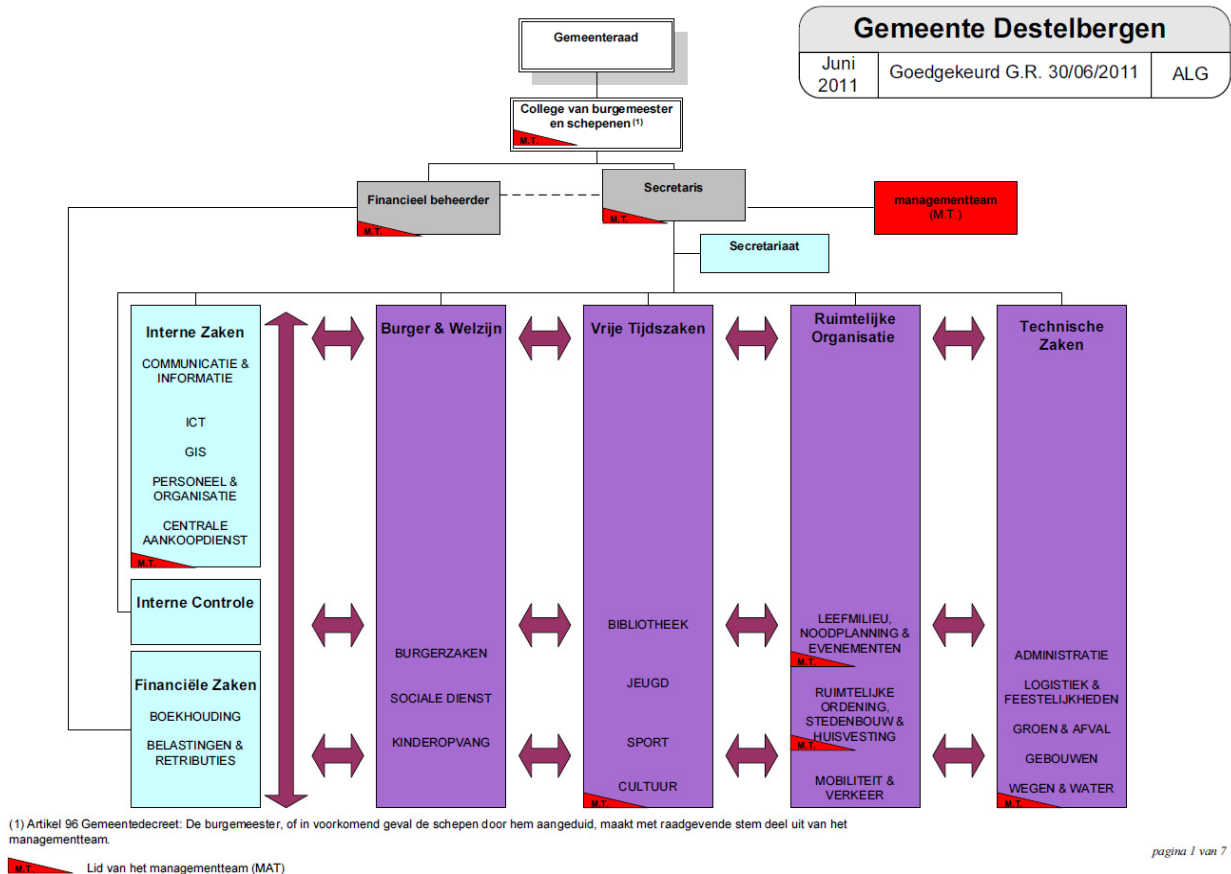 Gemeente Destelbergen
Juni
2011
Goedgekeurd G.R. 30/06/2011
ALG
Gemeenteraad
College van burgemeester
en schepenen (1)
M.T.
Financieel beheerder
M.T.
Secretaris
M.T.
managementteam
(M.T.)
Secretariaat
Interne Zaken
COMMUNICATIE &
INFORMATIE
ICT
GIS
PERSONEEL &
ORGANISATIE
CENTRALE
AANKOOPDIENST
M.T.
Interne Controle
Financiële Zaken
BOEKHOUDING
BELASTINGEN &
RETRIBUTIES
Burger & Welzijn
BURGERZAKEN
SOCIALE DIENST
KINDEROPVANG
Vrije Tijdszaken
BIBLIOTHEEK
JEUGD
SPORT
CULTUUR
M.T.
Ruimtelijke
Organisatie
LEEFMILIEU,
NOODPLANNING &
EVENEMENTEN
M.T.
RUIMTELIJKE
ORDENING,
STEDENBOUW &
HUISVESTING
M.T.
MOBILITEIT &
VERKEER
Technische
Zaken
ADMINISTRATIE
LOGISTIEK &
FEESTELIJKHEDEN
GROEN & AFVAL
GEBOUWEN
WEGEN & WATER
M.T.
(1) Artikel 96 Gemeentedecreet: De burgemeester, of in voorkomend geval de schepen door hem aangeduid, maakt met raadgevende stem deel uit van het
managementteam.
M.T. Lid van het managementteam (MAT)
pagina 1 van 7